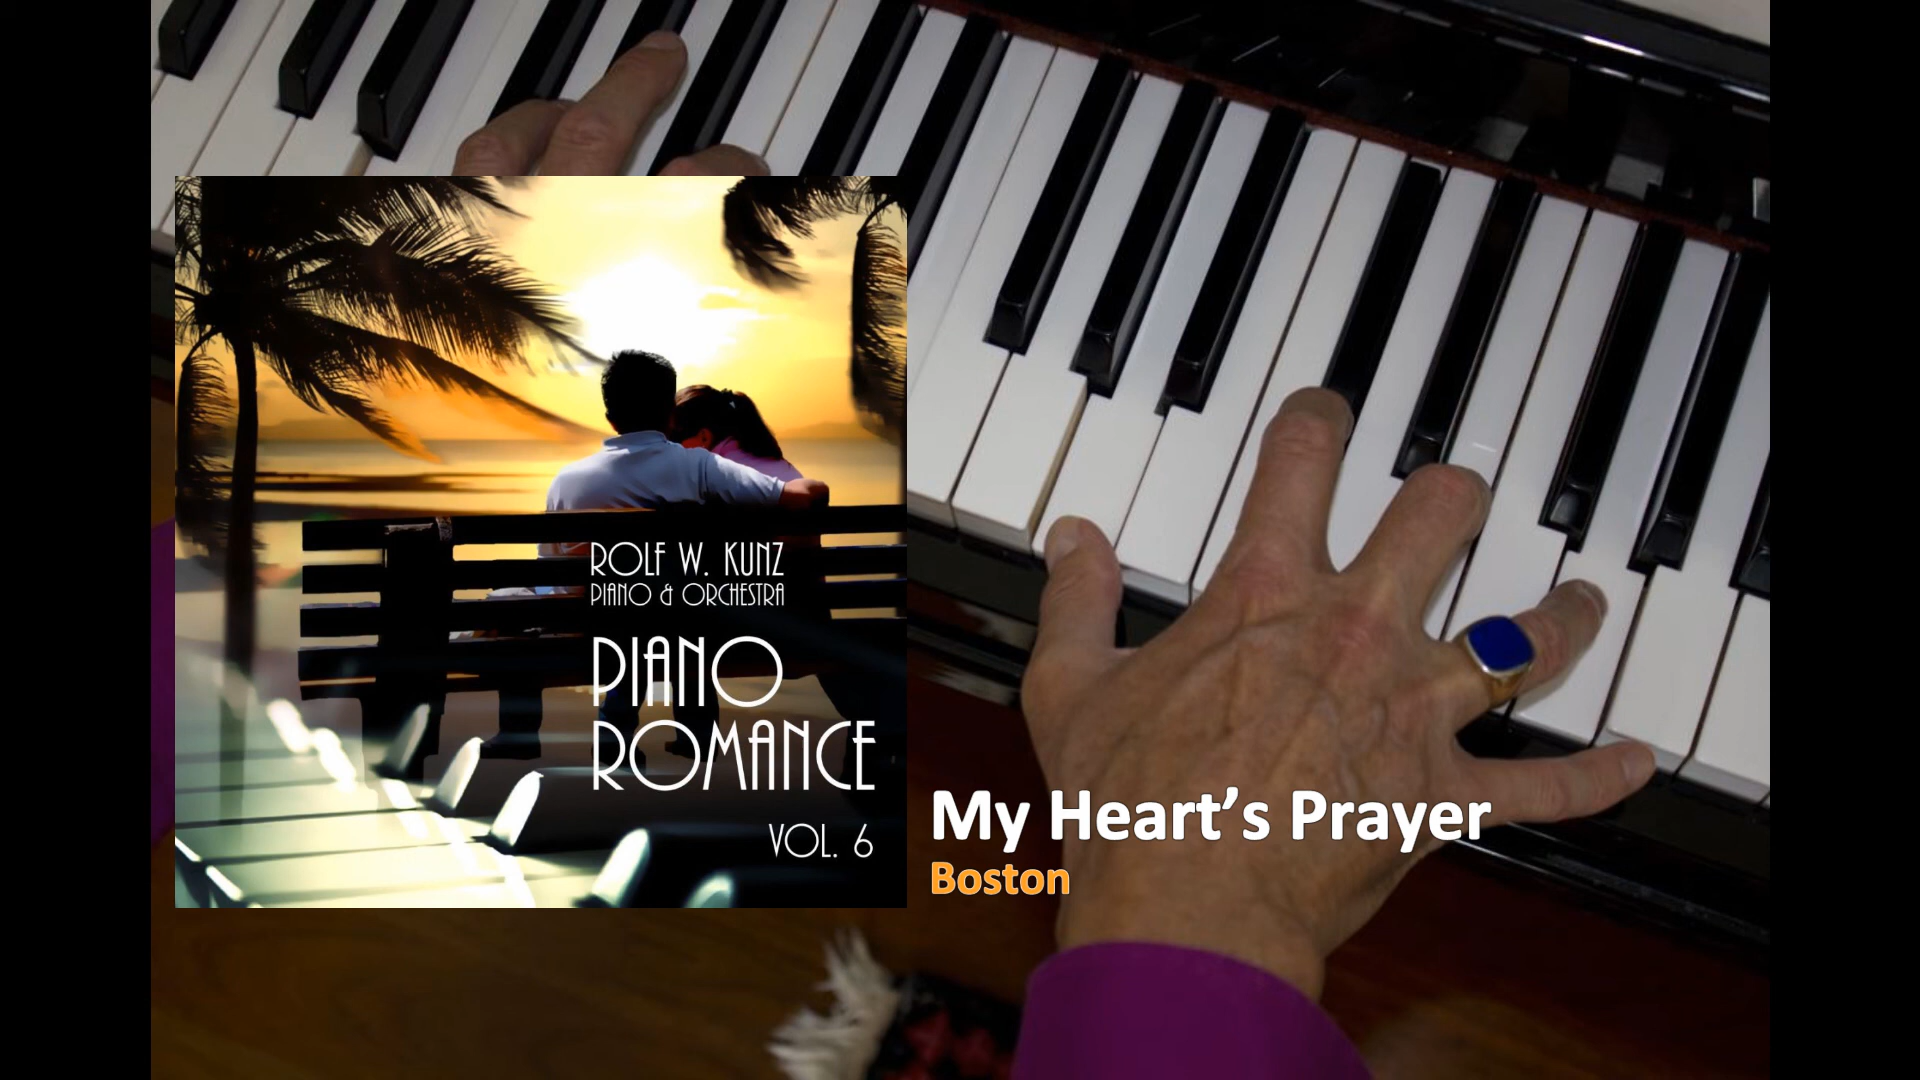 ROLF W. KUNZ
PIANO & ORCHESTRA
PIANO
ROMANCE
VOL. 6
My Heart’s Prayer
Boston